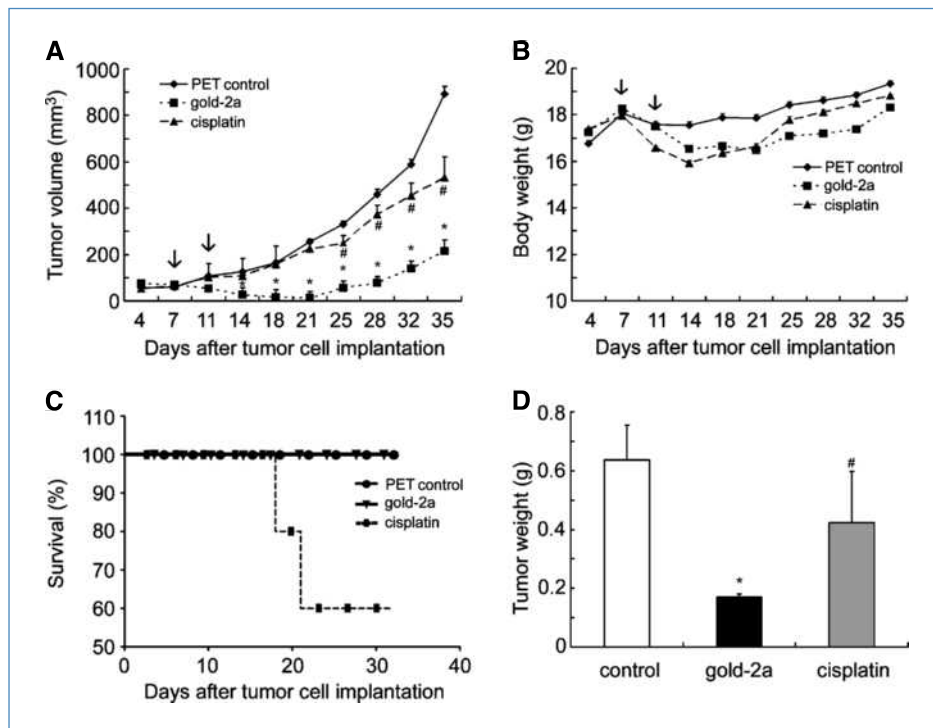 A
Tumor volume (mm³)
1000
800
600
400
200
0
PET control
gold-2a
cisplatin
#
#
#
#
*
*
*
*
*
*
*
4 7 11 14 18 21 25 28 32 35
Days after tumor cell implantation
B
Body weight (g)
20
18
16
14
12
10
PET control
gold-2a
cisplatin
4 7 11 14 18 21 25 28 32 35
Days after tumor cell implantation
C
Survival (%)
110
100
90
80
70
60
50
PET control
gold-2a
cisplatin
0 10 20 30 40
Days after tumor cell implantation
D
Tumor weight (g)
0.8
0.6
0.4
0.2
0
*
#
control gold-2a cisplatin